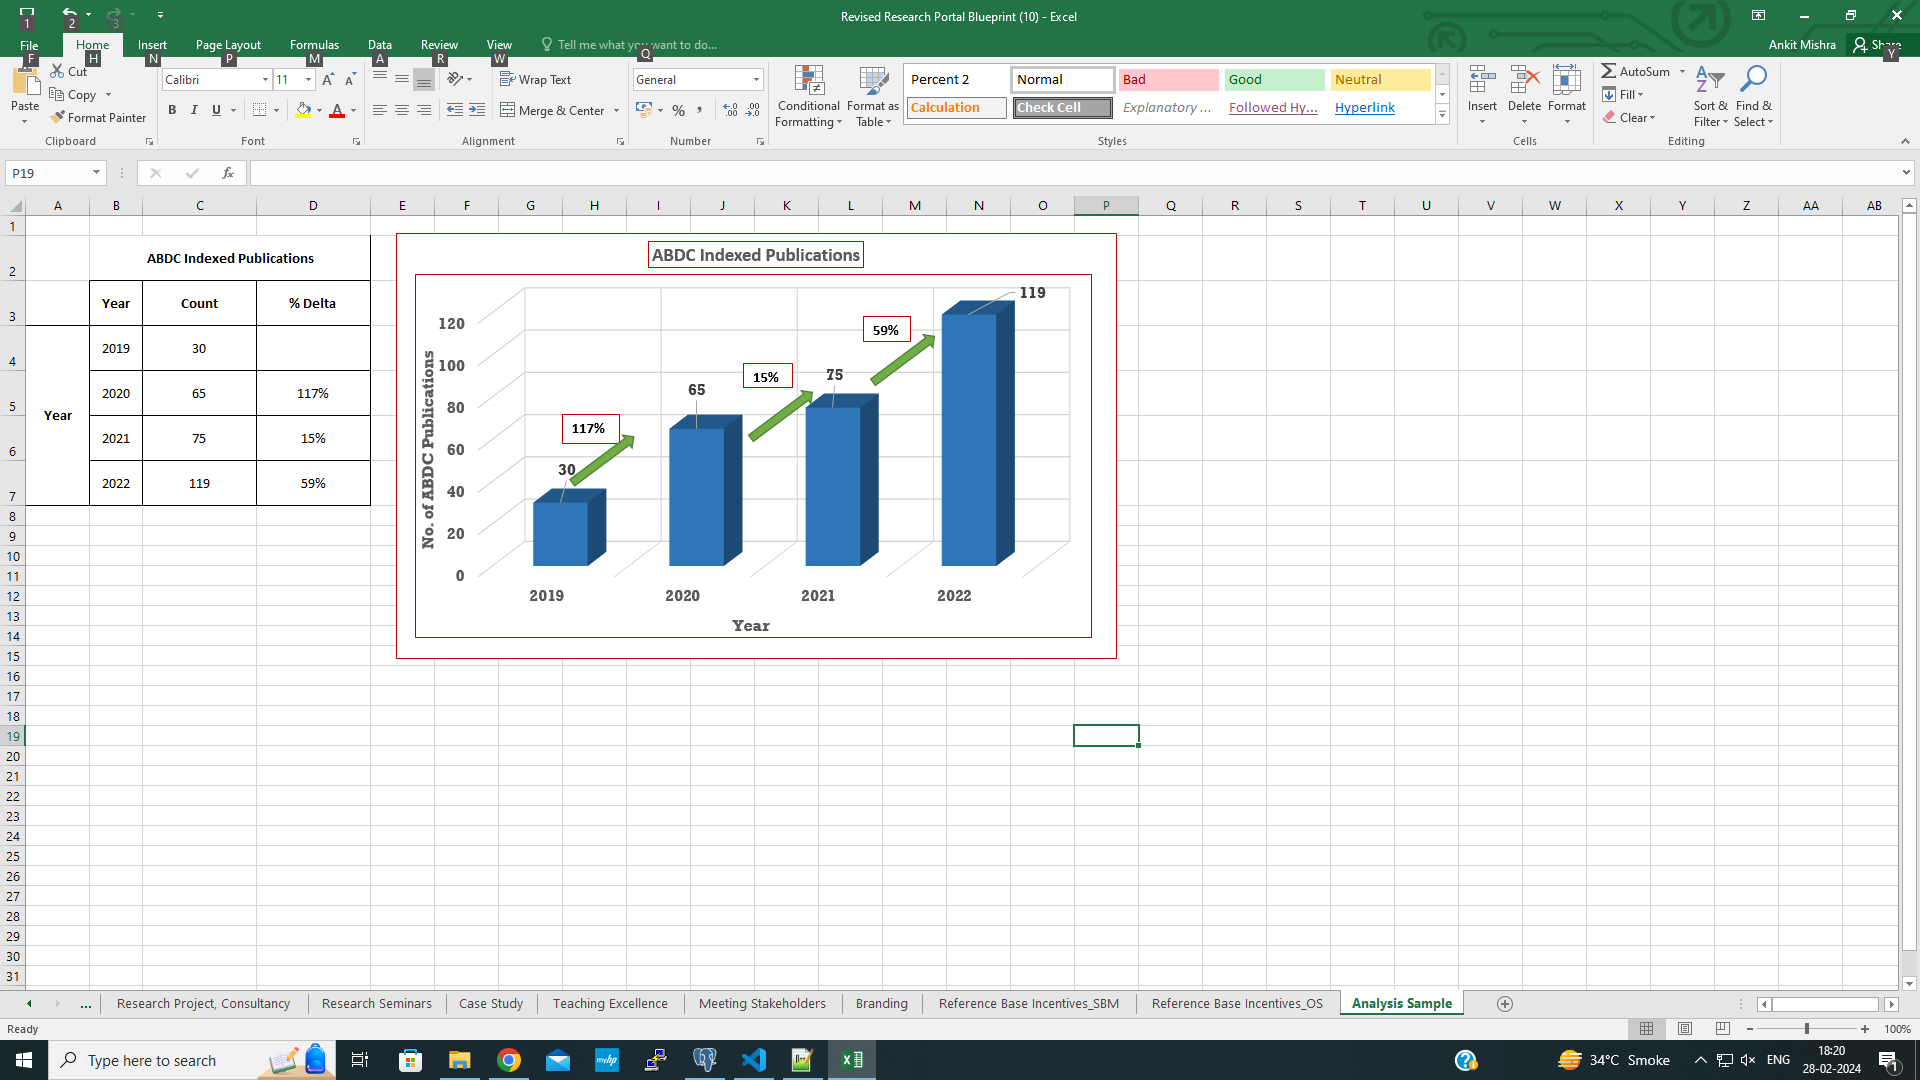 Revised Research Portal Blueprint (10) - Excel
1 2 3
File Home Insert Page Layout Formulas Data Review View Tell me what you want to do... Ankit Mishra Share
F H N P M A R W Q Y
Paste Cut Copy Format Painter
Calibri 11
B I U
Wrap Text
Merge & Center
General
Conditional Formatting Format as Table
Percent 2 Normal Bad Good Neutral
Calculation Check Cell Explanatory ... Followed Hy... Hyperlink
Insert Delete Format
AutoSum Fill Clear
Sort & Filter Find & Select
Clipboard Font Alignment Number Styles Cells Editing
P19 fx
A B C D E F G H I J K L M N O P Q R S T U V W X Y Z AA AB
1
2
3
4
5
6
7
8
9
10
11
12
13
14
15
16
17
18
19
20
21
22
23
24
25
26
27
28
29
30
31
ABDC Indexed Publications
Year Count % Delta
Year
2019 30
2020 65 117%
2021 75 15%
2022 119 59%
ABDC Indexed Publications
No. of ABDC Publications
120
100
80
60
40
20
0
30 65 75 119
117% 15% 59%
2019 2020 2021 2022
Year
... Research Project, Consultancy Research Seminars Case Study Teaching Excellence Meeting Stakeholders Branding Reference Base Incentives_SBM Reference Base Incentives_OS Analysis Sample
Ready 100%
Type here to search
myhp
34°C Smoke ENG
18:20
28-02-2024
1